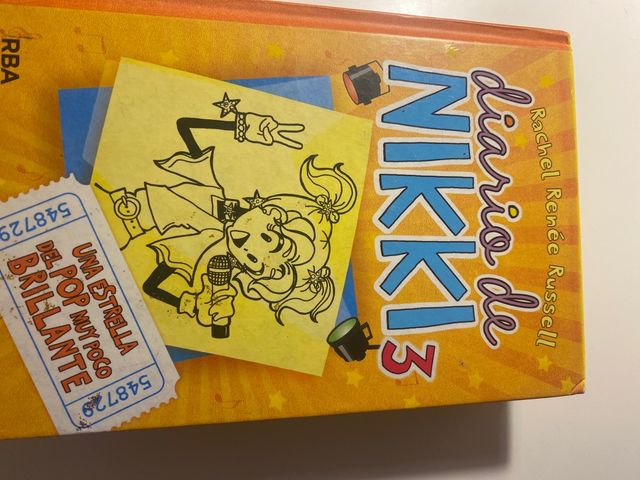 Rachel Renée Russell
diario de
NIKKI 3
548729
UNA ESTRELLA
DEL POP MUY POCO
BRILLANTE
548729
RBA